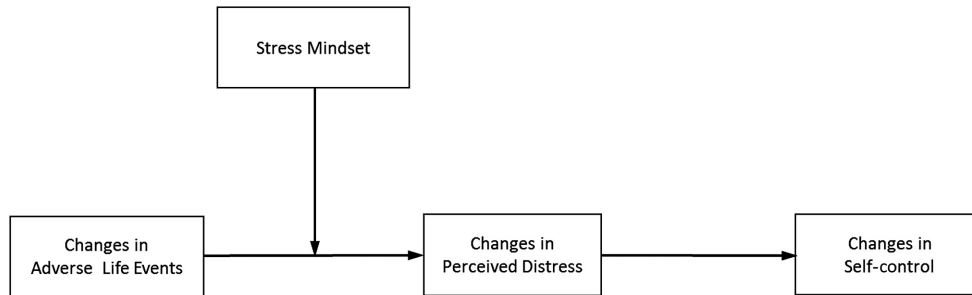 Stress Mindset
Changes in
Adverse Life Events
Changes in
Perceived Distress
Changes in
Self-control